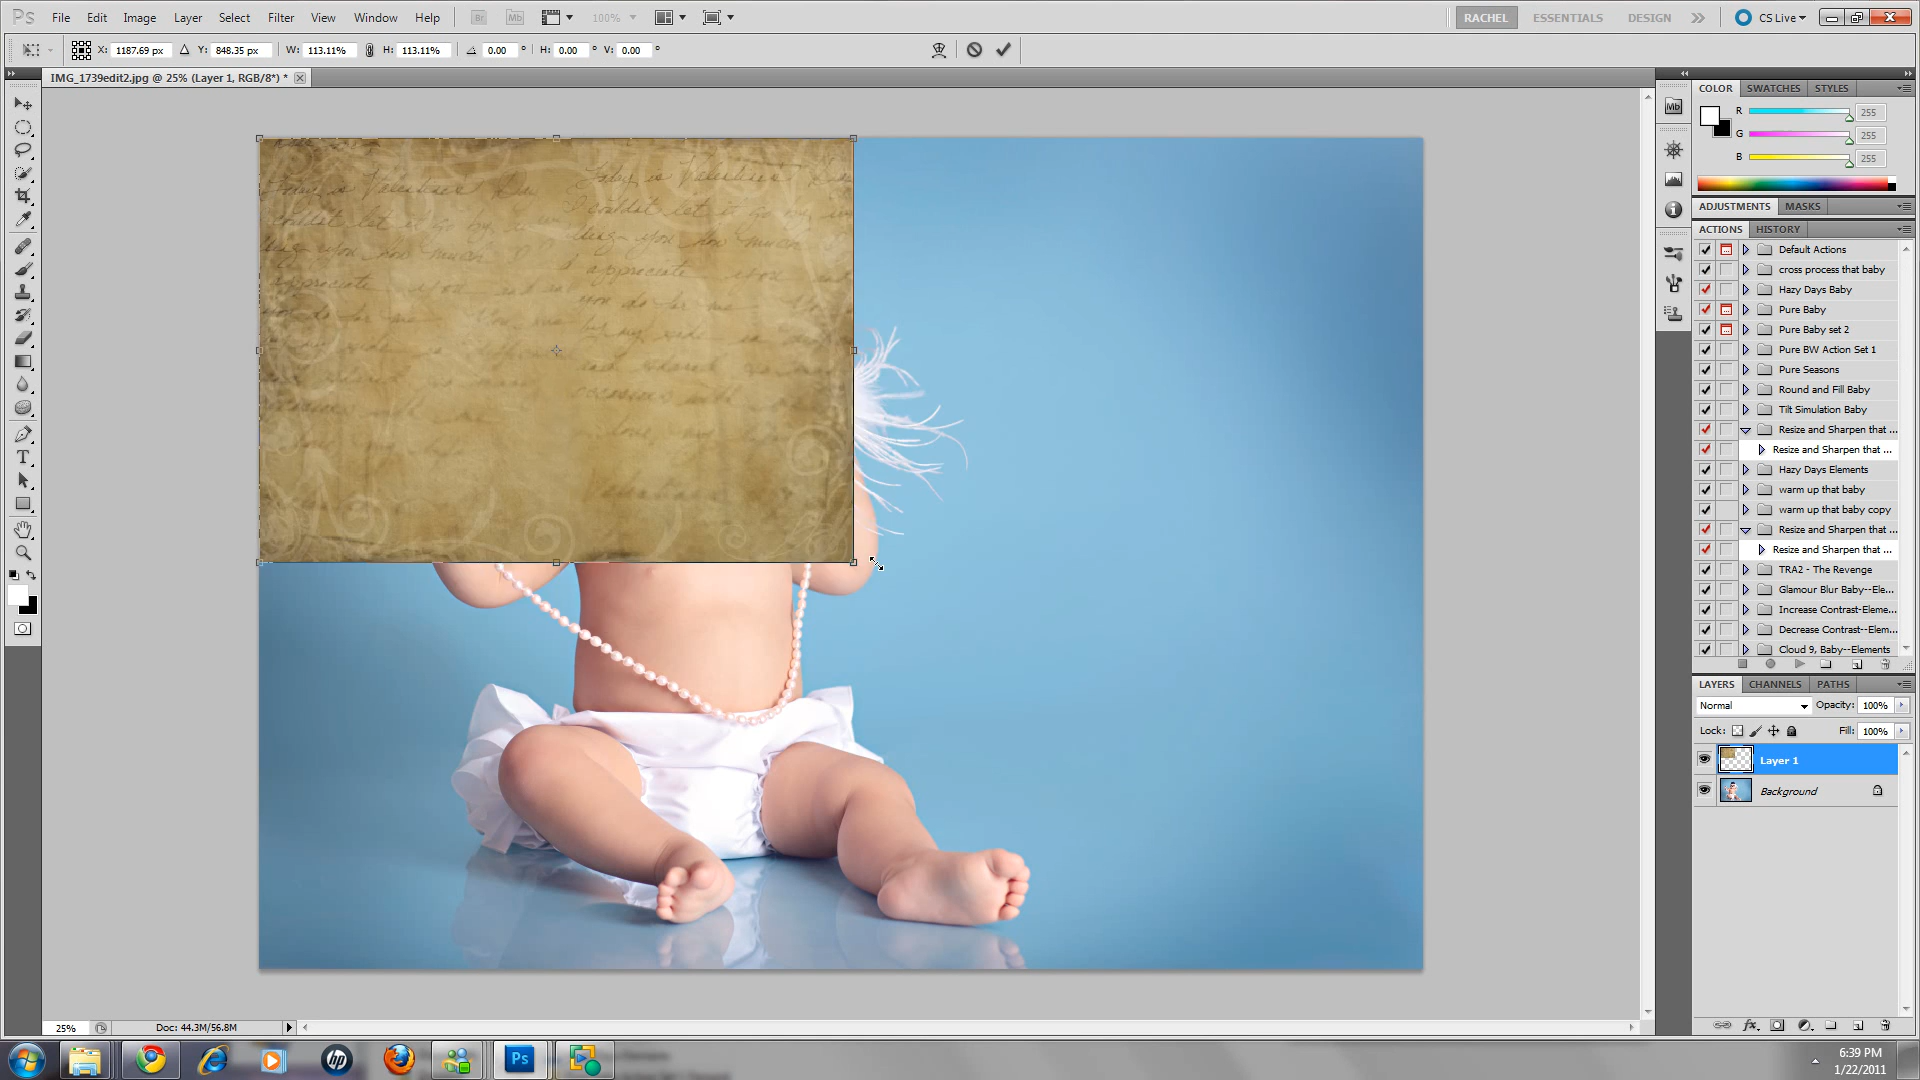 Ps File Edit Image Layer Select Filter View Window Help Br Mb 100% RACHEL ESSENTIALS DESIGN CS Live
X: 1187.69 px Y: 848.35 px W: 113.11% H: 113.11% 0.00 ° H: 0.00 ° V: 0.00 °
IMG_1739edit2.jpg @ 25% (Layer 1, RGB/8*) *
COLOR SWATCHES STYLES
Mb
R 255
G 255
B 255
ADJUSTMENTS MASKS
ACTIONS HISTORY
Default Actions
cross process that baby
Hazy Days Baby
Pure Baby
Pure Baby set 2
Pure BW Action Set 1
Pure Seasons
Round and Fill Baby
Tilt Simulation Baby
Resize and Sharpen that ...
Resize and Sharpen that ...
Hazy Days Elements
warm up that baby
warm up that baby copy
Resize and Sharpen that ...
Resize and Sharpen that ...
TRA2 - The Revenge
Glamour Blur Baby--Ele...
Increase Contrast-Eleme...
Decrease Contrast--Elem...
Cloud 9, Baby--Elements
LAYERS CHANNELS PATHS
Normal Opacity: 100%
Lock: Fill: 100%
Layer 1
Background
25% Doc: 44.3M/56.8M
hp Ps
6:39 PM
1/22/2011